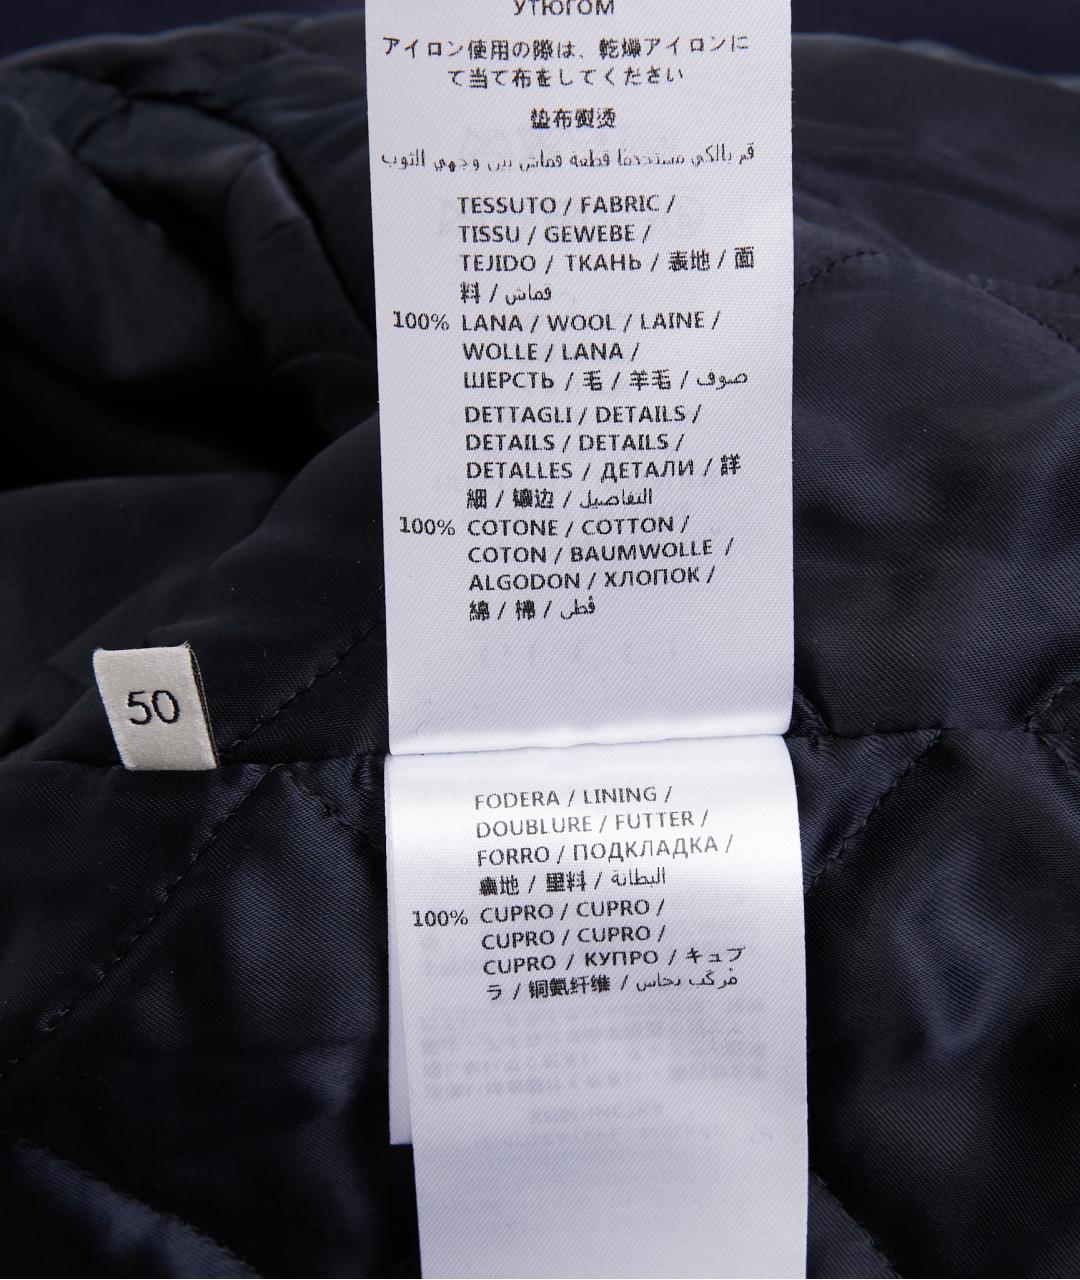 УТЮГОМ
アイロン使用の際は、乾燥アイロンに
て当て布をしてください
垫布熨烫
قم بالكي مستخدمًا قطعة قماش بين وجهي الثوب
TESSUTO / FABRIC /
TISSU / GEWEBE /
TEJIDO / ТКАНЬ / 表地 / 面
料 / قماش
100% LANA / WOOL / LAINE /
WOLLE / LANA /
ШЕРСТЬ / 毛 / 羊毛 / صوف
DETTAGLI / DETAILS /
DETAILS / DETAILS /
DETALLES / ДЕТАЛИ / 詳
細 / 镶边 / التفاصيل
100% COTONE / COTTON /
COTON / BAUMWOLLE /
ALGODON / ХЛОПОК /
綿 / 棉 / قطن
50
FODERA / LINING /
DOUBLURE / FUTTER /
FORRO / ПОДКЛАДКА /
裏地 / 里料 / البطانة
100% CUPRO / CUPRO /
CUPRO / CUPRO /
CUPRO / КУПРО / キュプ
ラ / 铜氨纤维 / مركب نحاس